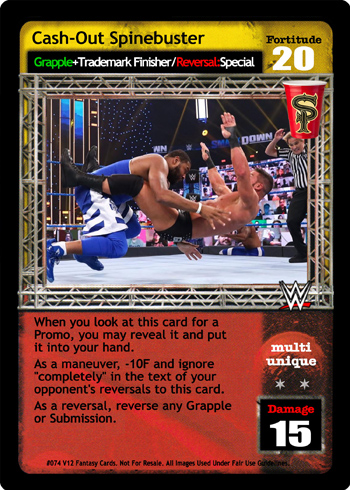 Cash-Out Spinebuster
Fortitude
20
Grapple+Trademark Finisher/Reversal:Special
SP
SMACKDOWN
W
When you look at this card for a
Promo, you may reveal it and put
it into your hand.
As a maneuver, -10F and ignore
"completely" in the text of your
opponent's reversals to this card.
As a reversal, reverse any Grapple
or Submission.
multi
unique
Damage
15
#074 V12 Fantasy Cards. Not For Resale. All Images Used Under Fair Use Guidelines.